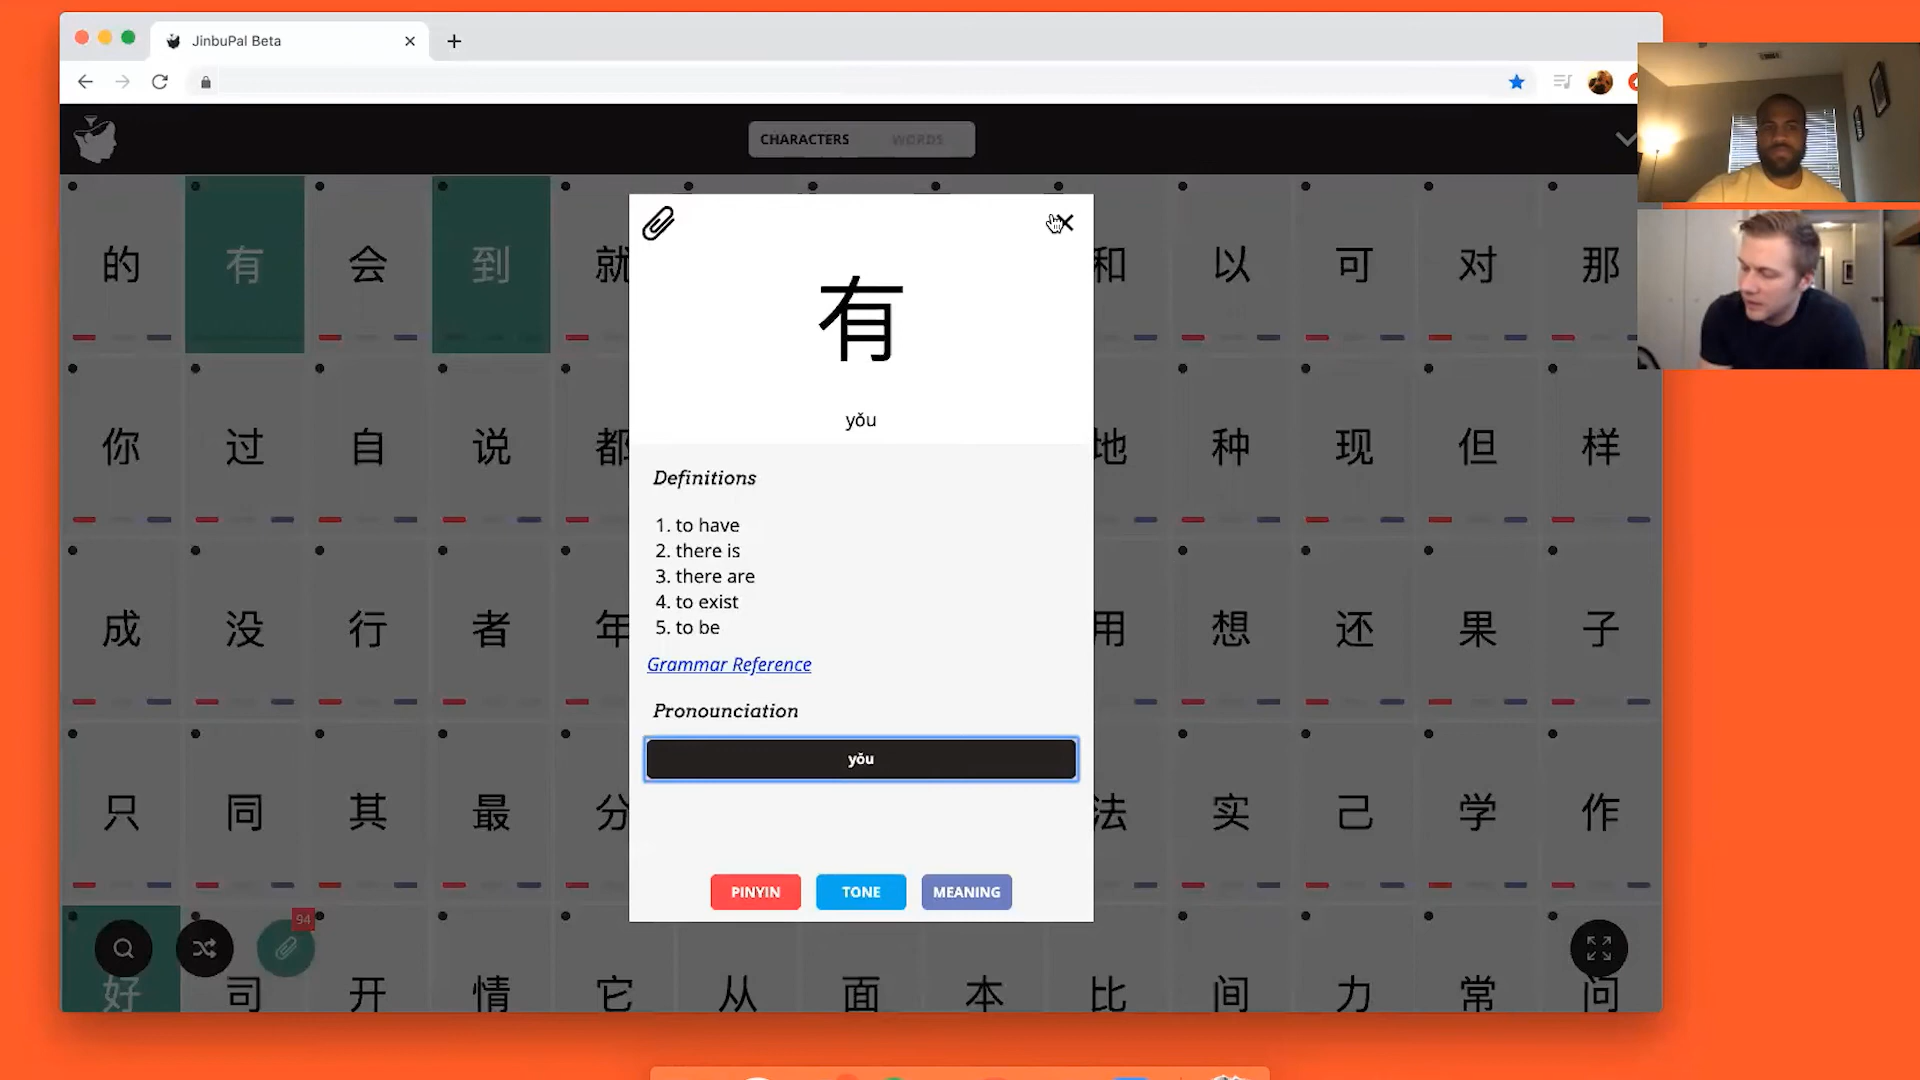 JinbuPal Beta
CHARACTERS WORDS
的 有 会 到 就 和 以 可 对 那
有
yǒu
你 过 自 说 都 地 种 现 但 样
Definitions
1. to have
2. there is
3. there are
4. to exist
5. to be
成 没 行 者 年 用 想 还 果 子
Grammar Reference
Pronounciation
yǒu
只 同 其 最 分 法 实 己 学 作
PINYIN TONE MEANING
94
好 司 开 情 它 从 面 本 比 间 力 常 问